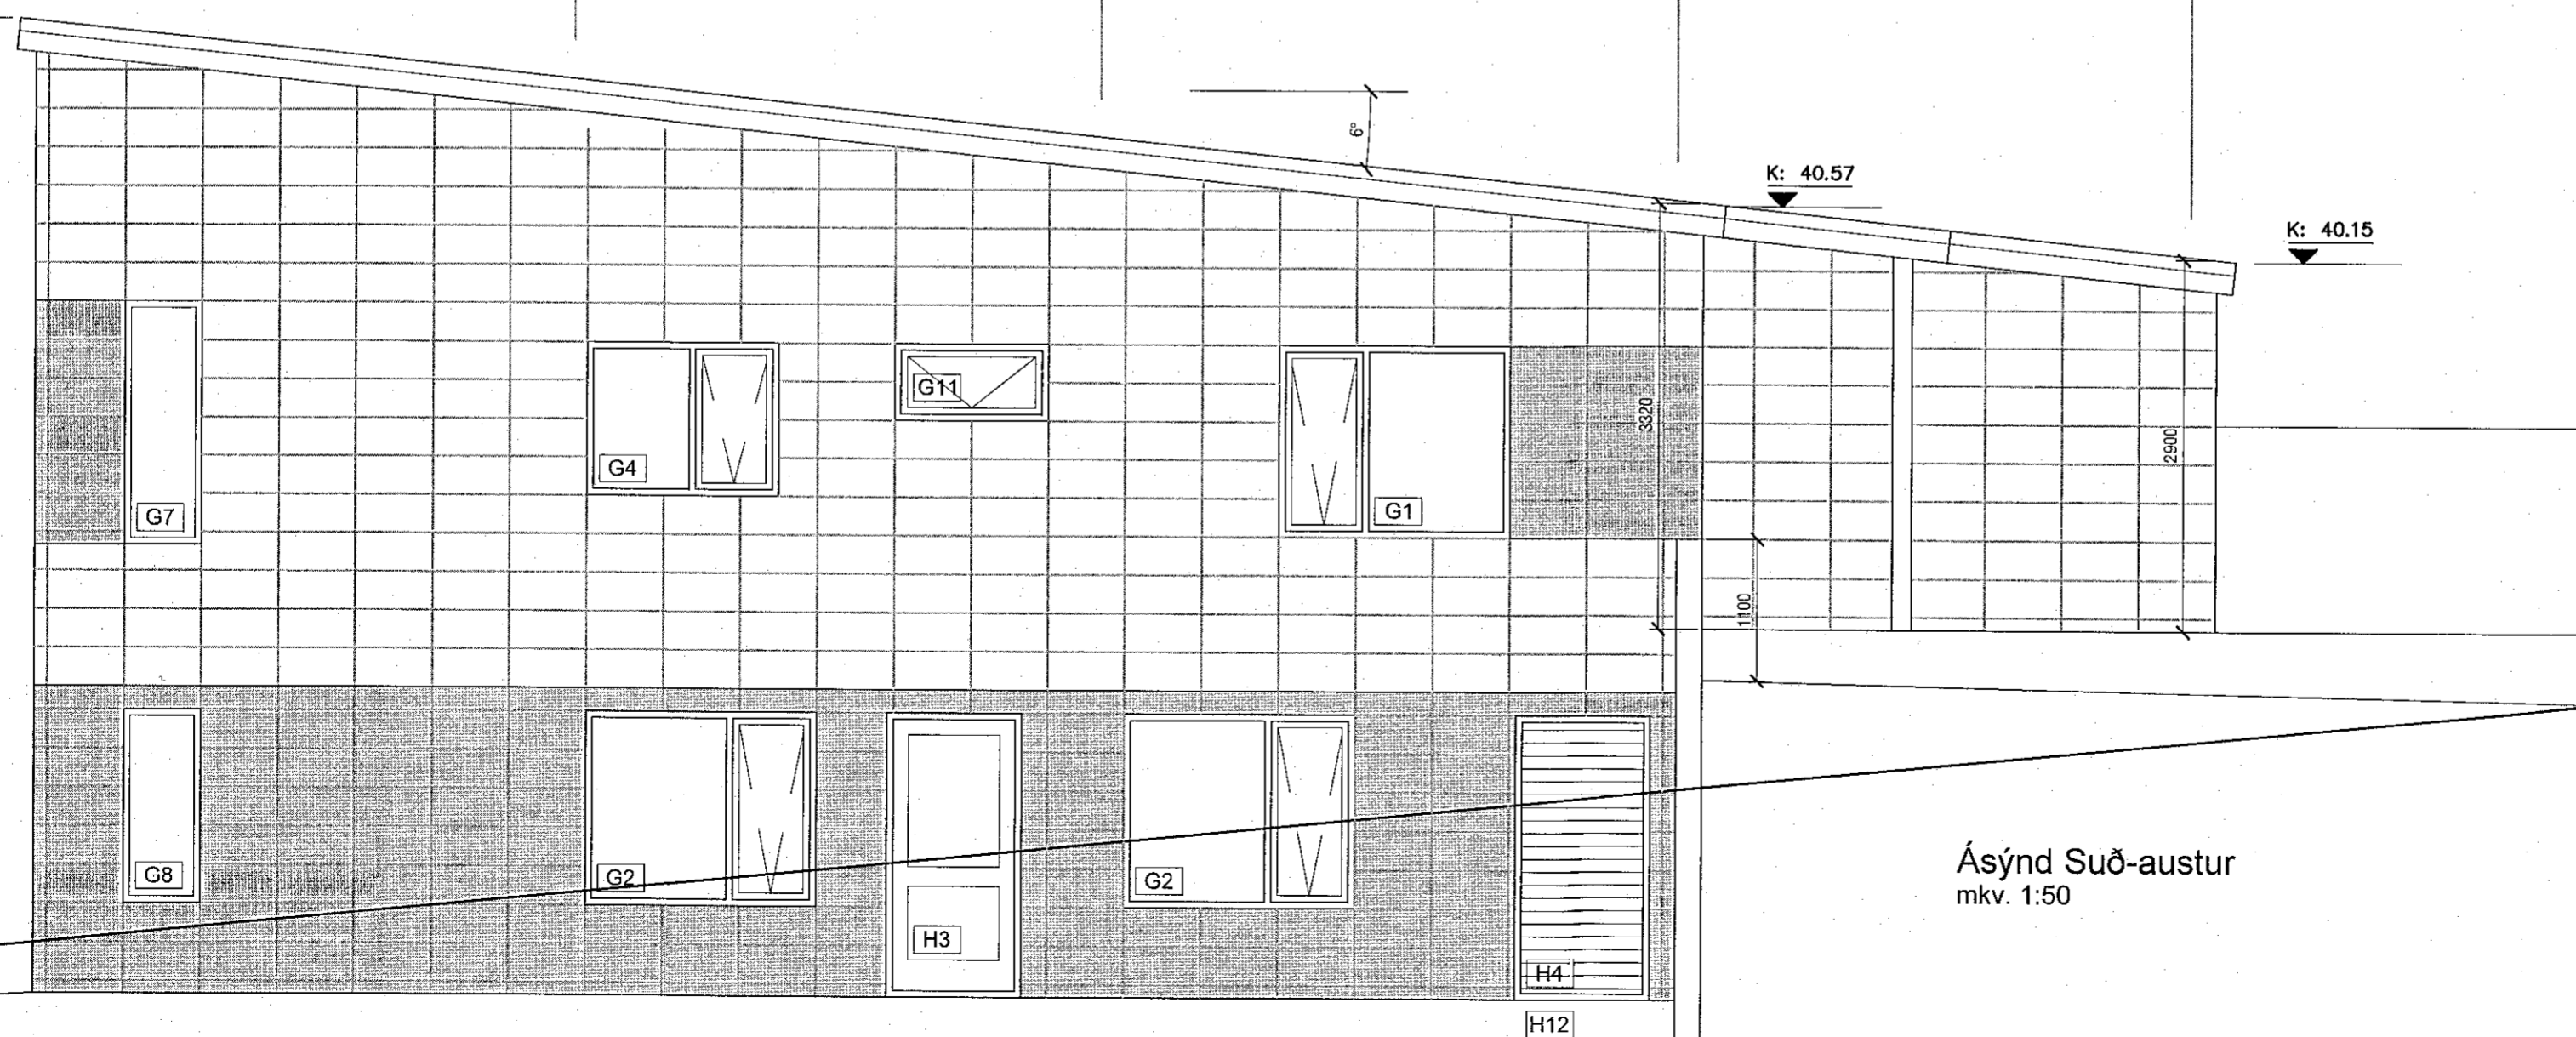 6°
K: 40.57
K: 40.15
G11
3320
2900
G4
G7
G1
1100
G8
G2
G2
H3
H4
H12
Ásýnd Suð-austur
mkv. 1:50